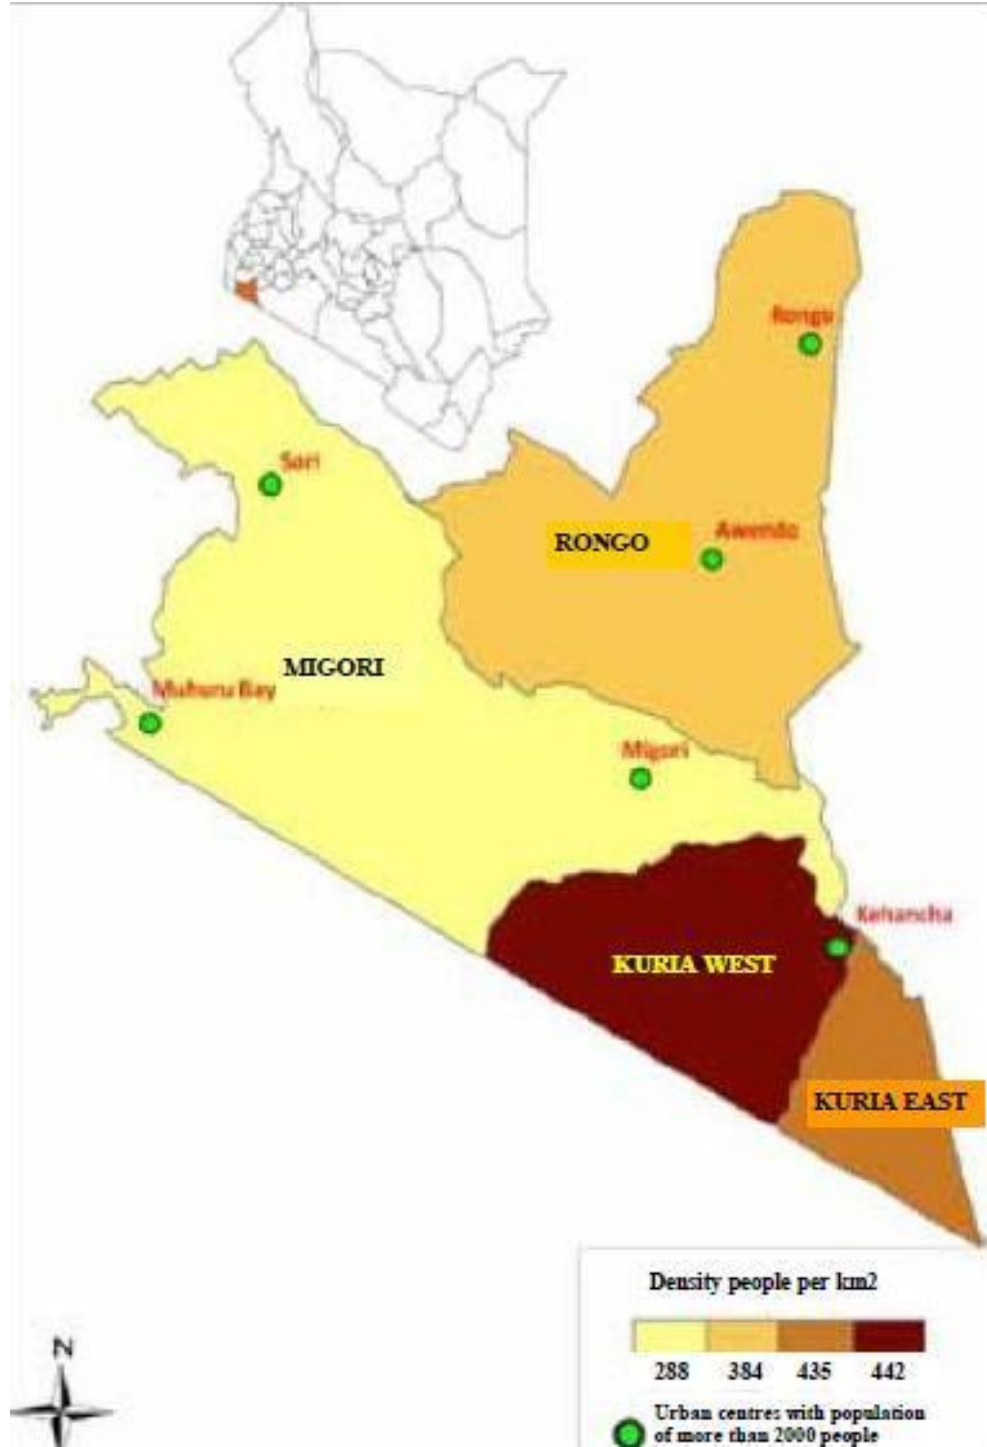 Rongo
Sori
RONGO
Awendo
MIGORI
Muhuru Bay
Migori
Kehancha
KURIA WEST
KURIA EAST
Density people per km2
288 384 435 442
N
Urban centres with population
of more than 2000 people